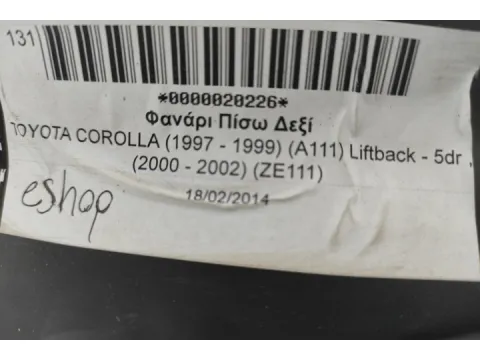 131
*0000020226*
Φανάρι Πίσω Δεξί
TOYOTA COROLLA (1997 - 1999) (A111) Liftback - 5dr ,
(2000 - 2002) (ZE111)
18/02/2014
eshop